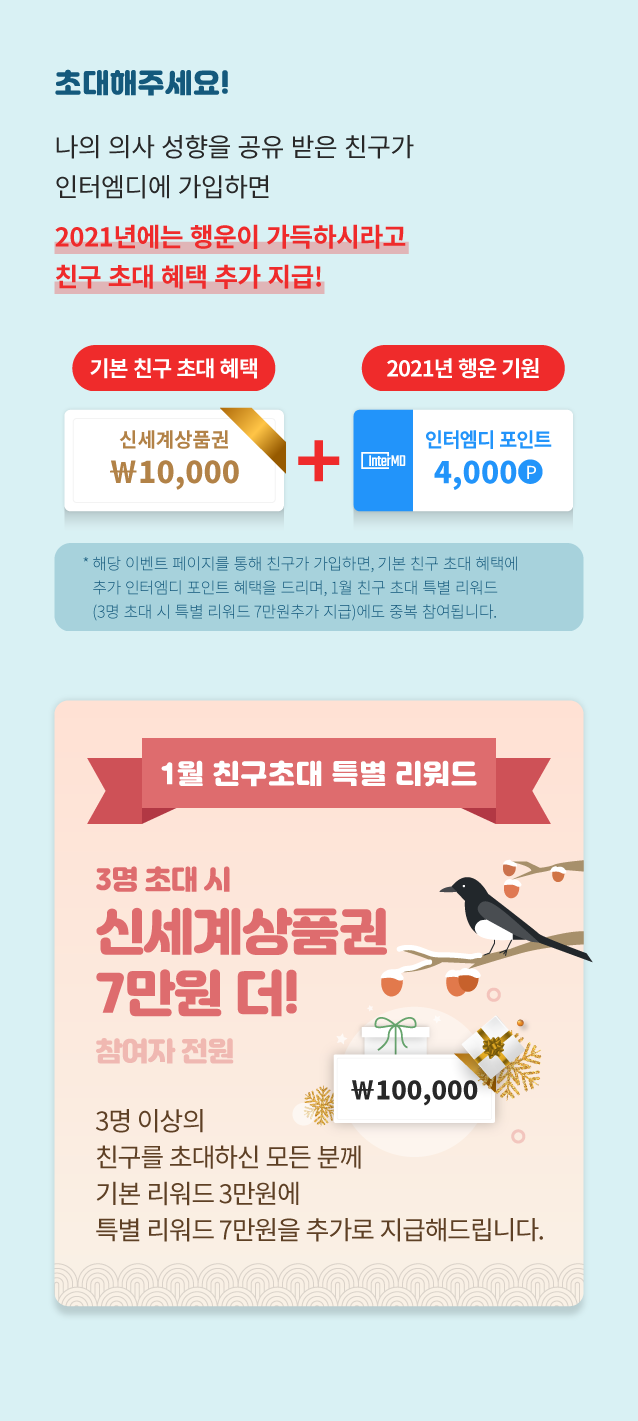 초대해주세요!
나의 의사 성향을 공유 받은 친구가
인터엠디에 가입하면
2021년에는 행운이 가득하시라고
친구 초대 혜택 추가 지급!
기본 친구 초대 혜택
신세계상품권
₩10,000
+
2021년 행운 기원
InterMD
인터엠디 포인트
4,000P
* 해당 이벤트 페이지를 통해 친구가 가입하면, 기본 친구 초대 혜택에
추가 인터엠디 포인트 혜택을 드리며, 1월 친구 초대 특별 리워드
(3명 초대 시 특별 리워드 7만원추가 지급)에도 중복 참여됩니다.
1월 친구초대 특별 리워드
3명 초대 시
신세계상품권
7만원 더!
참여자 전원
₩100,000
3명 이상의
친구를 초대하신 모든 분께
기본 리워드 3만원에
특별 리워드 7만원을 추가로 지급해드립니다.